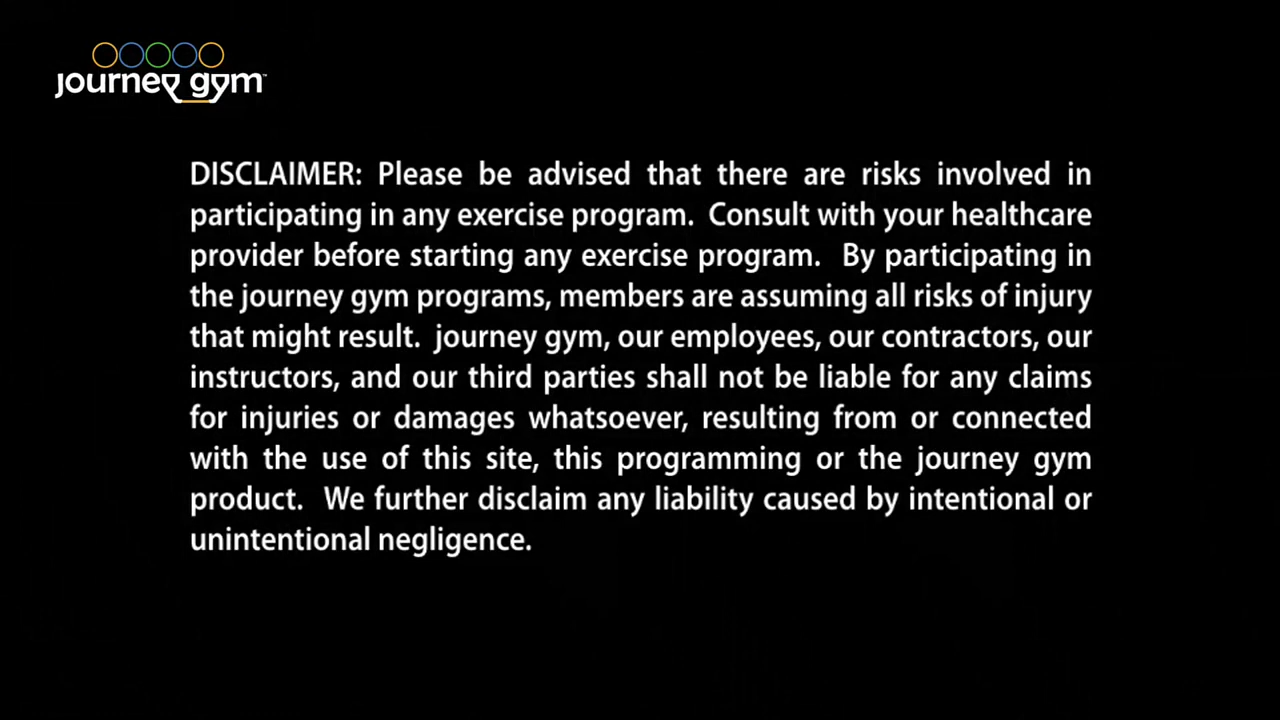 journey gym™
DISCLAIMER: Please be advised that there are risks involved in
participating in any exercise program.  Consult with your healthcare
provider before starting any exercise program.  By participating in
the journey gym programs, members are assuming all risks of injury
that might result.  journey gym, our employees, our contractors, our
instructors, and our third parties shall not be liable for any claims
for injuries or damages whatsoever, resulting from or connected
with the use of this site, this programming or the journey gym
product.  We further disclaim any liability caused by intentional or
unintentional negligence.